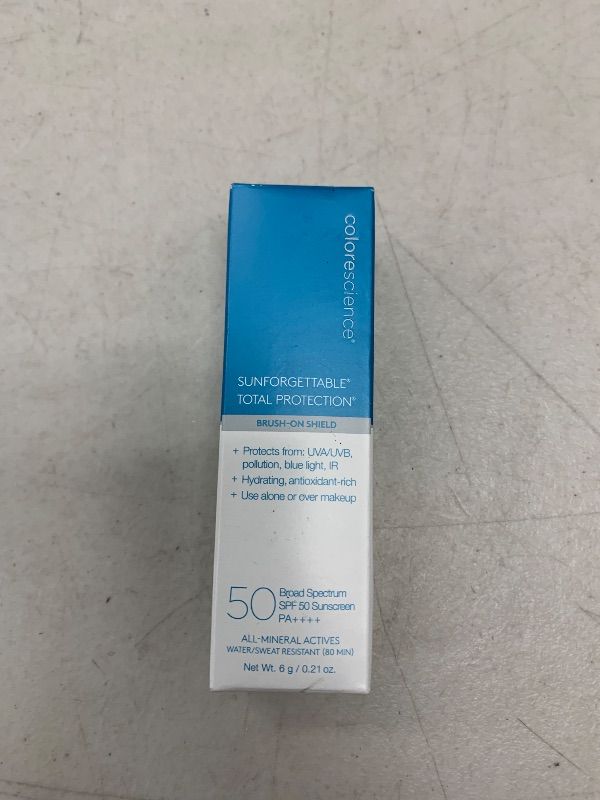 colorescience®
SUNFORGETTABLE®
TOTAL PROTECTION®
BRUSH-ON SHIELD
+ Protects from: UVA/UVB,
pollution, blue light, IR
+ Hydrating, antioxidant-rich
+ Use alone or over makeup
50
Broad Spectrum
SPF 50 Sunscreen
PA++++
ALL-MINERAL ACTIVES
WATER/SWEAT RESISTANT (80 MIN)
Net Wt. 6 g / 0.21 oz.